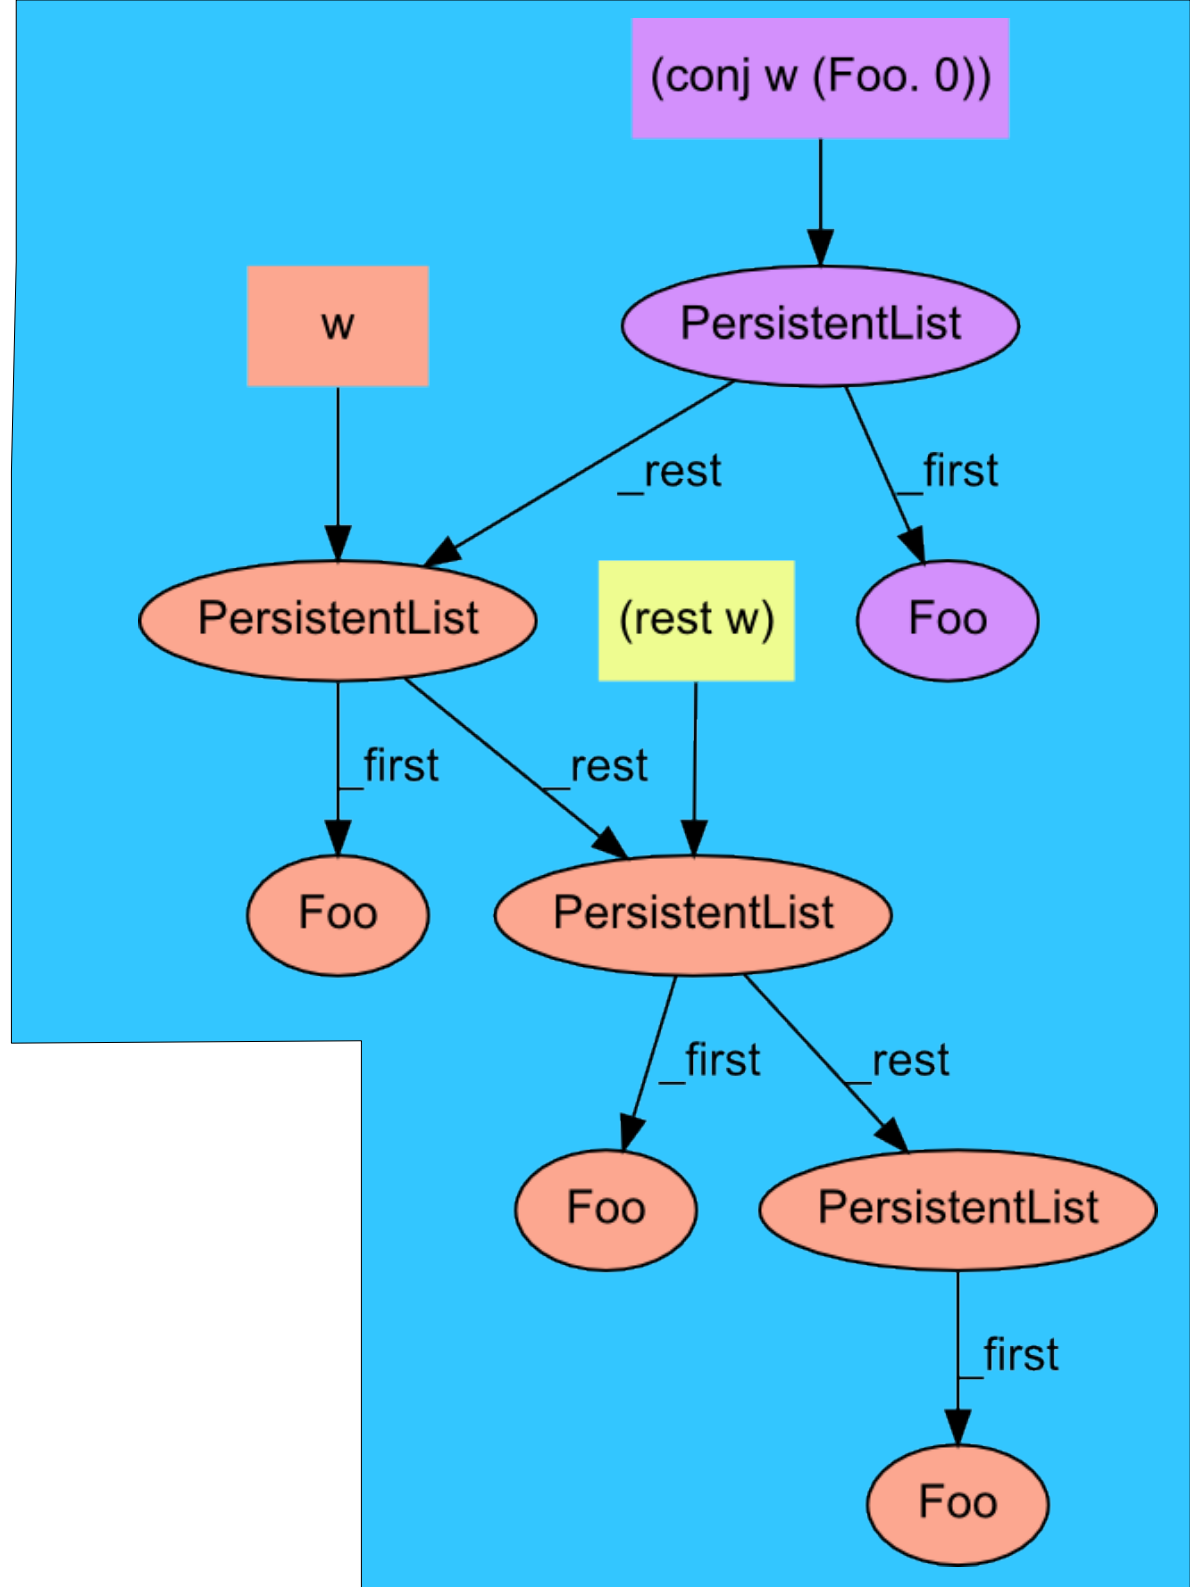 (conj w (Foo. 0))
w
PersistentList
_rest
_first
PersistentList
(rest w)
Foo
_first
_rest
Foo
PersistentList
_first
_rest
Foo
PersistentList
_first
Foo